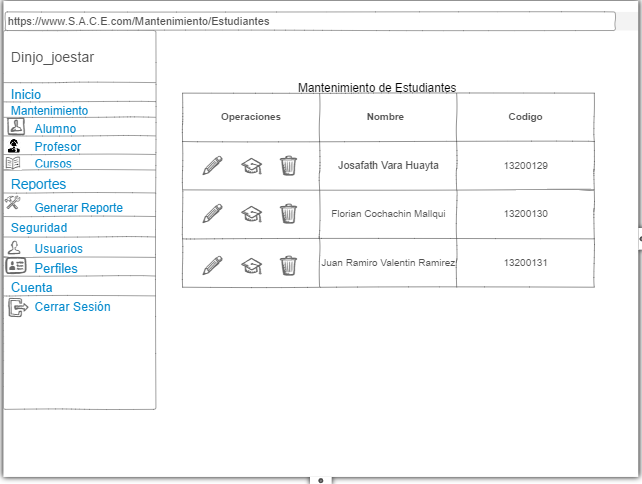 https://www.S.A.C.E.com/Mantenimiento/Estudiantes
Dinjo_joestar
Inicio
Mantenimiento
Alumno
Profesor
Cursos
Reportes
Generar Reporte
Seguridad
Usuarios
Perfiles
Cuenta
Cerrar Sesión
Mantenimiento de Estudiantes
Operaciones Nombre Codigo
Josafath Vara Huayta 13200129
Florian Cochachin Mallqui 13200130
Juan Ramiro Valentin Ramirez 13200131